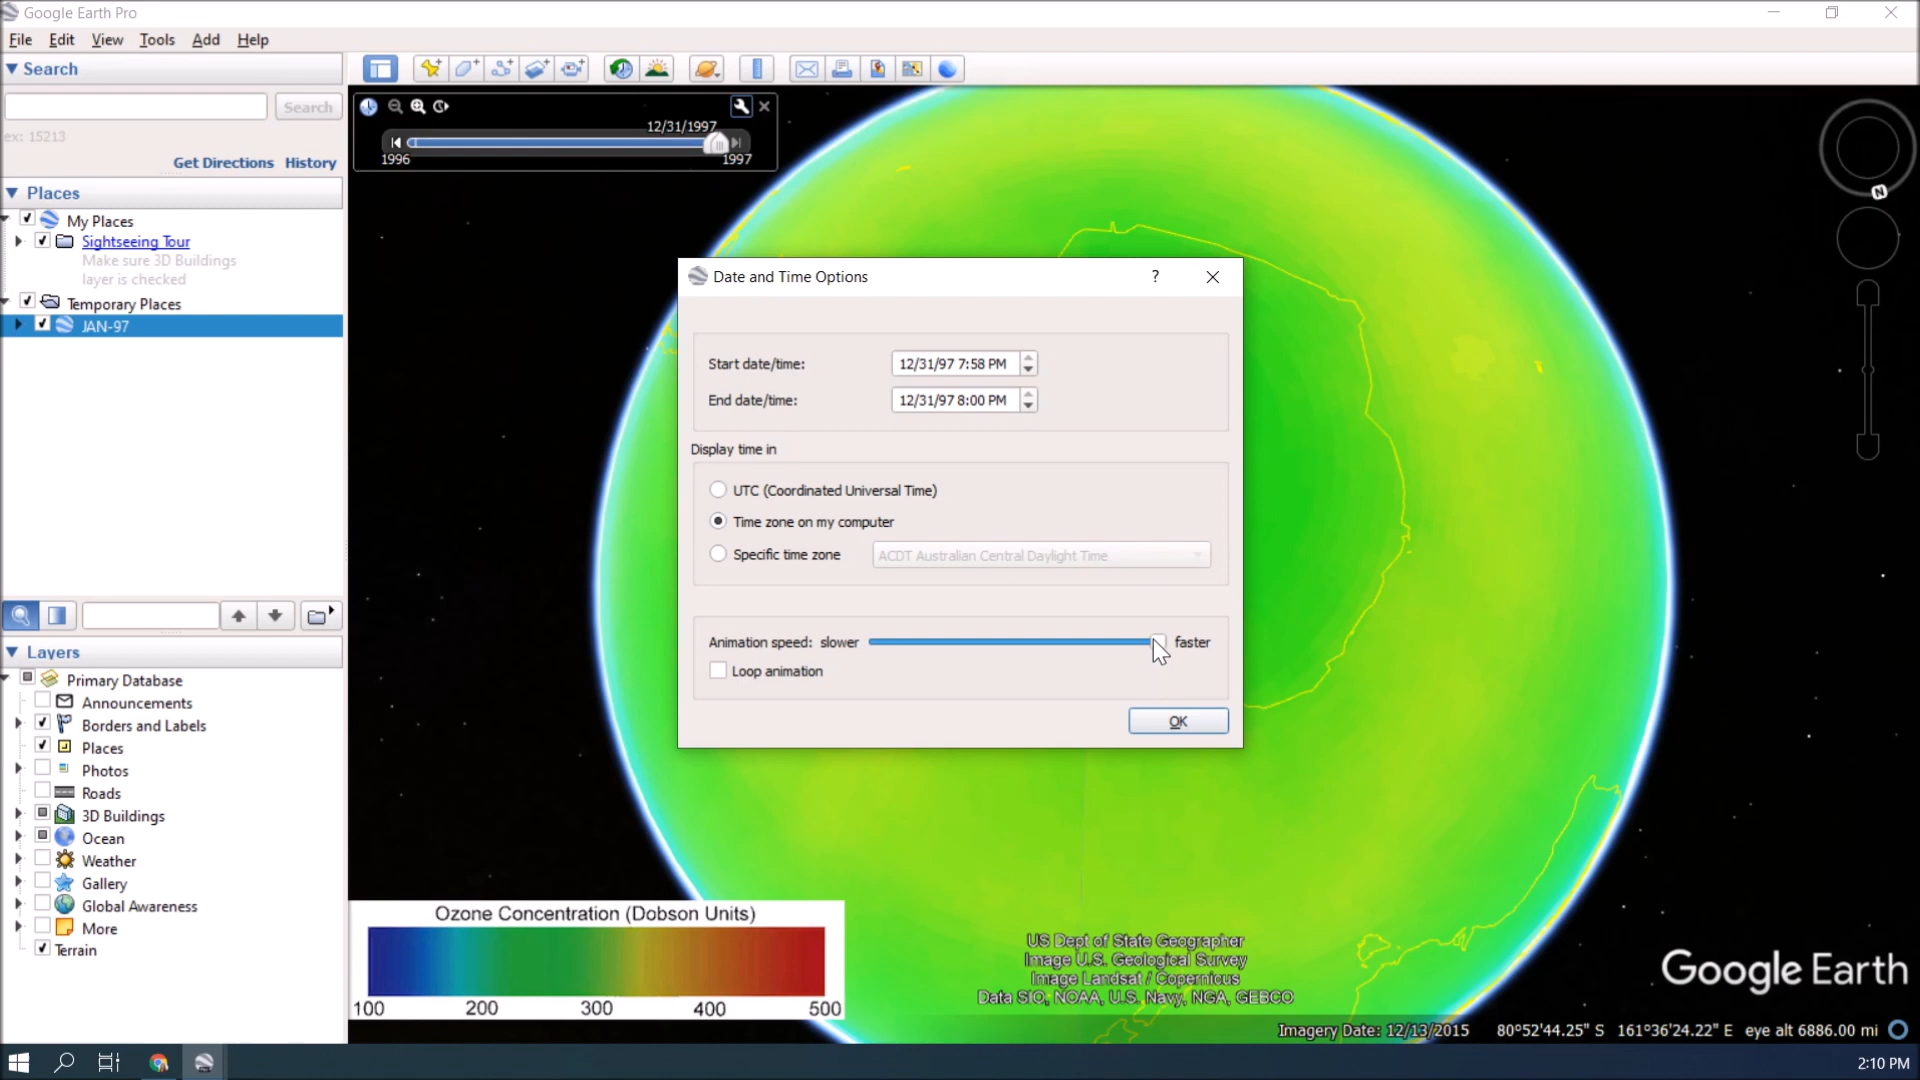 Google Earth Pro
File Edit View Tools Add Help
Search
Search
ex: 15213
Get Directions History
Places
My Places
Sightseeing Tour
Make sure 3D Buildings
layer is checked
Temporary Places
JAN-97
12/31/1997
1996 1997
N
Date and Time Options
?
Start date/time: 12/31/97 7:58 PM
End date/time: 12/31/97 8:00 PM
Display time in
UTC (Coordinated Universal Time)
Time zone on my computer
Specific time zone ACDT Australian Central Daylight Time
Animation speed: slower faster
Loop animation
OK
Layers
Primary Database
Announcements
Borders and Labels
Places
Photos
Roads
3D Buildings
Ocean
Weather
Gallery
Global Awareness
More
Terrain
Ozone Concentration (Dobson Units)
100 200 300 400 500
US Dept of State Geographer
Image U.S. Geological Survey
Image Landsat / Copernicus
Data SIO, NOAA, U.S. Navy, NGA, GEBCO
Google Earth
Imagery Date: 12/13/2015 80°52'44.25" S 161°36'24.22" E eye alt 6886.00 mi
2:10 PM